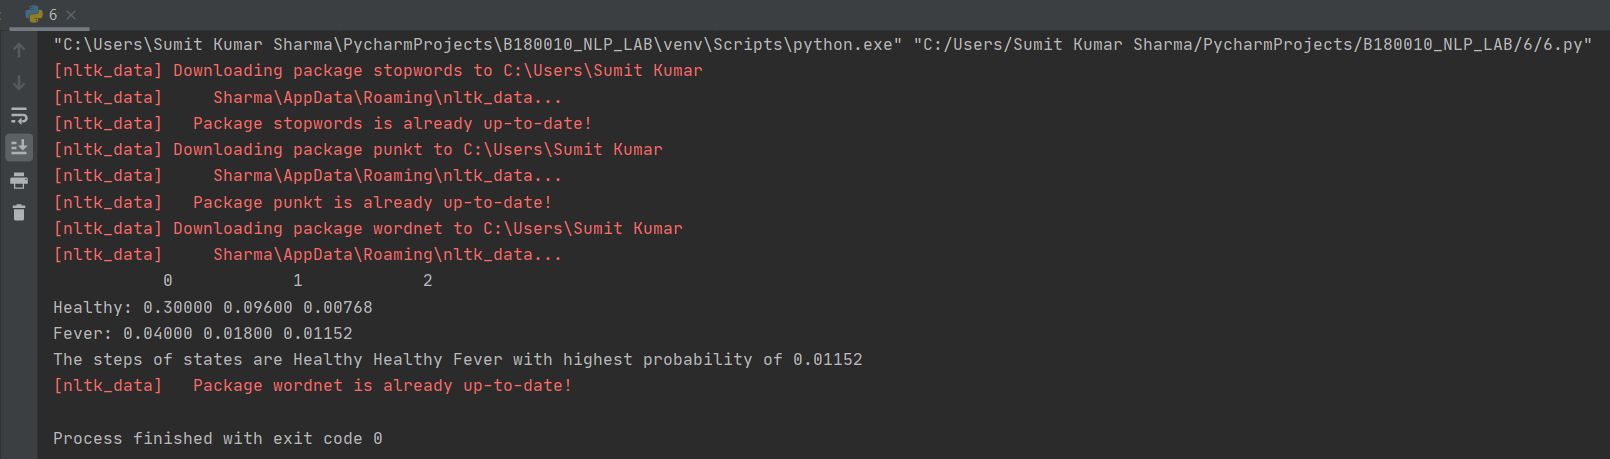 6
"C:\Users\Sumit Kumar Sharma\PycharmProjects\B180010_NLP_LAB\venv\Scripts\python.exe" "C:/Users/Sumit Kumar Sharma/PycharmProjects/B180010_NLP_LAB/6/6.py"
[nltk_data] Downloading package stopwords to C:\Users\Sumit Kumar
[nltk_data]     Sharma\AppData\Roaming\nltk_data...
[nltk_data]   Package stopwords is already up-to-date!
[nltk_data] Downloading package punkt to C:\Users\Sumit Kumar
[nltk_data]     Sharma\AppData\Roaming\nltk_data...
[nltk_data]   Package punkt is already up-to-date!
[nltk_data] Downloading package wordnet to C:\Users\Sumit Kumar
[nltk_data]     Sharma\AppData\Roaming\nltk_data...
           0            1            2
Healthy: 0.30000 0.09600 0.00768
Fever: 0.04000 0.01800 0.01152
The steps of states are Healthy Healthy Fever with highest probability of 0.01152
[nltk_data]   Package wordnet is already up-to-date!
Process finished with exit code 0